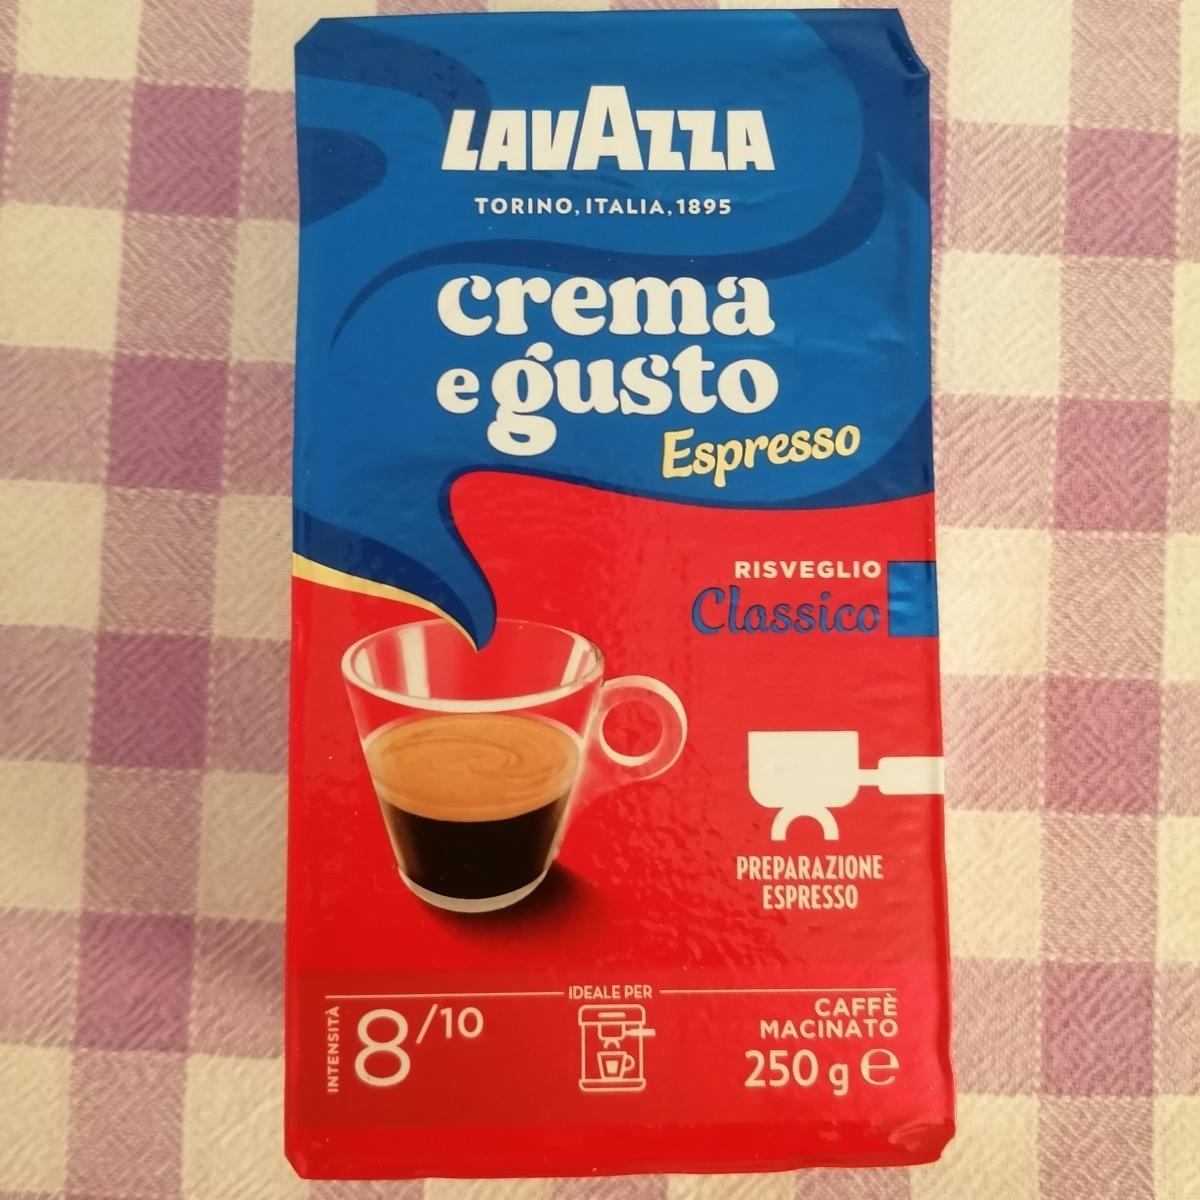 LAVAZZA
TORINO, ITALIA, 1895
crema
e gusto
Espresso
RISVEGLIO
Classico
PREPARAZIONE
ESPRESSO
INTENSITÀ
8/10
IDEALE PER
CAFFÈ
MACINATO
250 g e